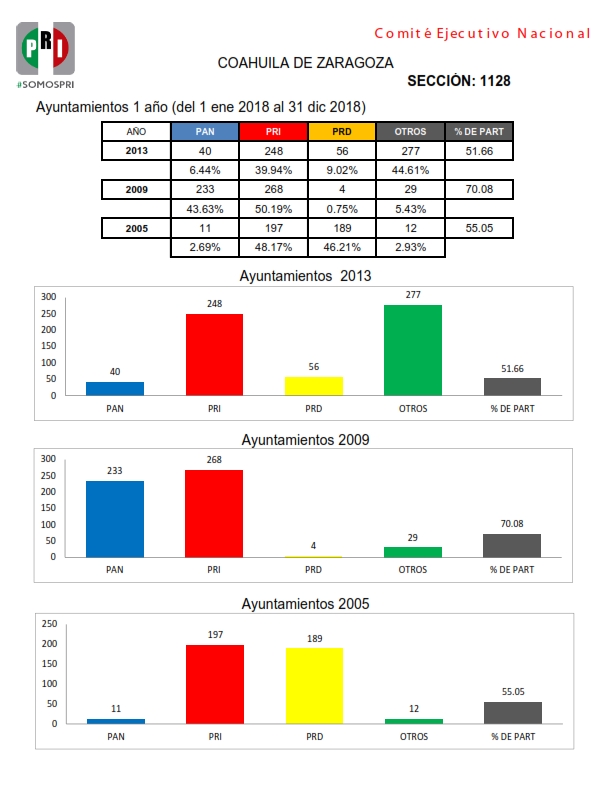 Comité Ejecutivo Nacional
PRI
#SOMOSPRI
COAHUILA DE ZARAGOZA
SECCIÓN: 1128
Ayuntamientos 1 año (del 1 ene 2018 al 31 dic 2018)
AÑO PAN PRI PRD OTROS % DE PART
2013 40 248 56 277 51.66
6.44% 39.94% 9.02% 44.61%
2009 233 268 4 29 70.08
43.63% 50.19% 0.75% 5.43%
2005 11 197 189 12 55.05
2.69% 48.17% 46.21% 2.93%
Ayuntamientos 2013
300
250
200
150
100
50
0
40 248 56 277 51.66
PAN PRI PRD OTROS % DE PART
Ayuntamientos 2009
300
250
200
150
100
50
0
233 268 4 29 70.08
PAN PRI PRD OTROS % DE PART
Ayuntamientos 2005
250
200
150
100
50
0
11 197 189 12 55.05
PAN PRI PRD OTROS % DE PART